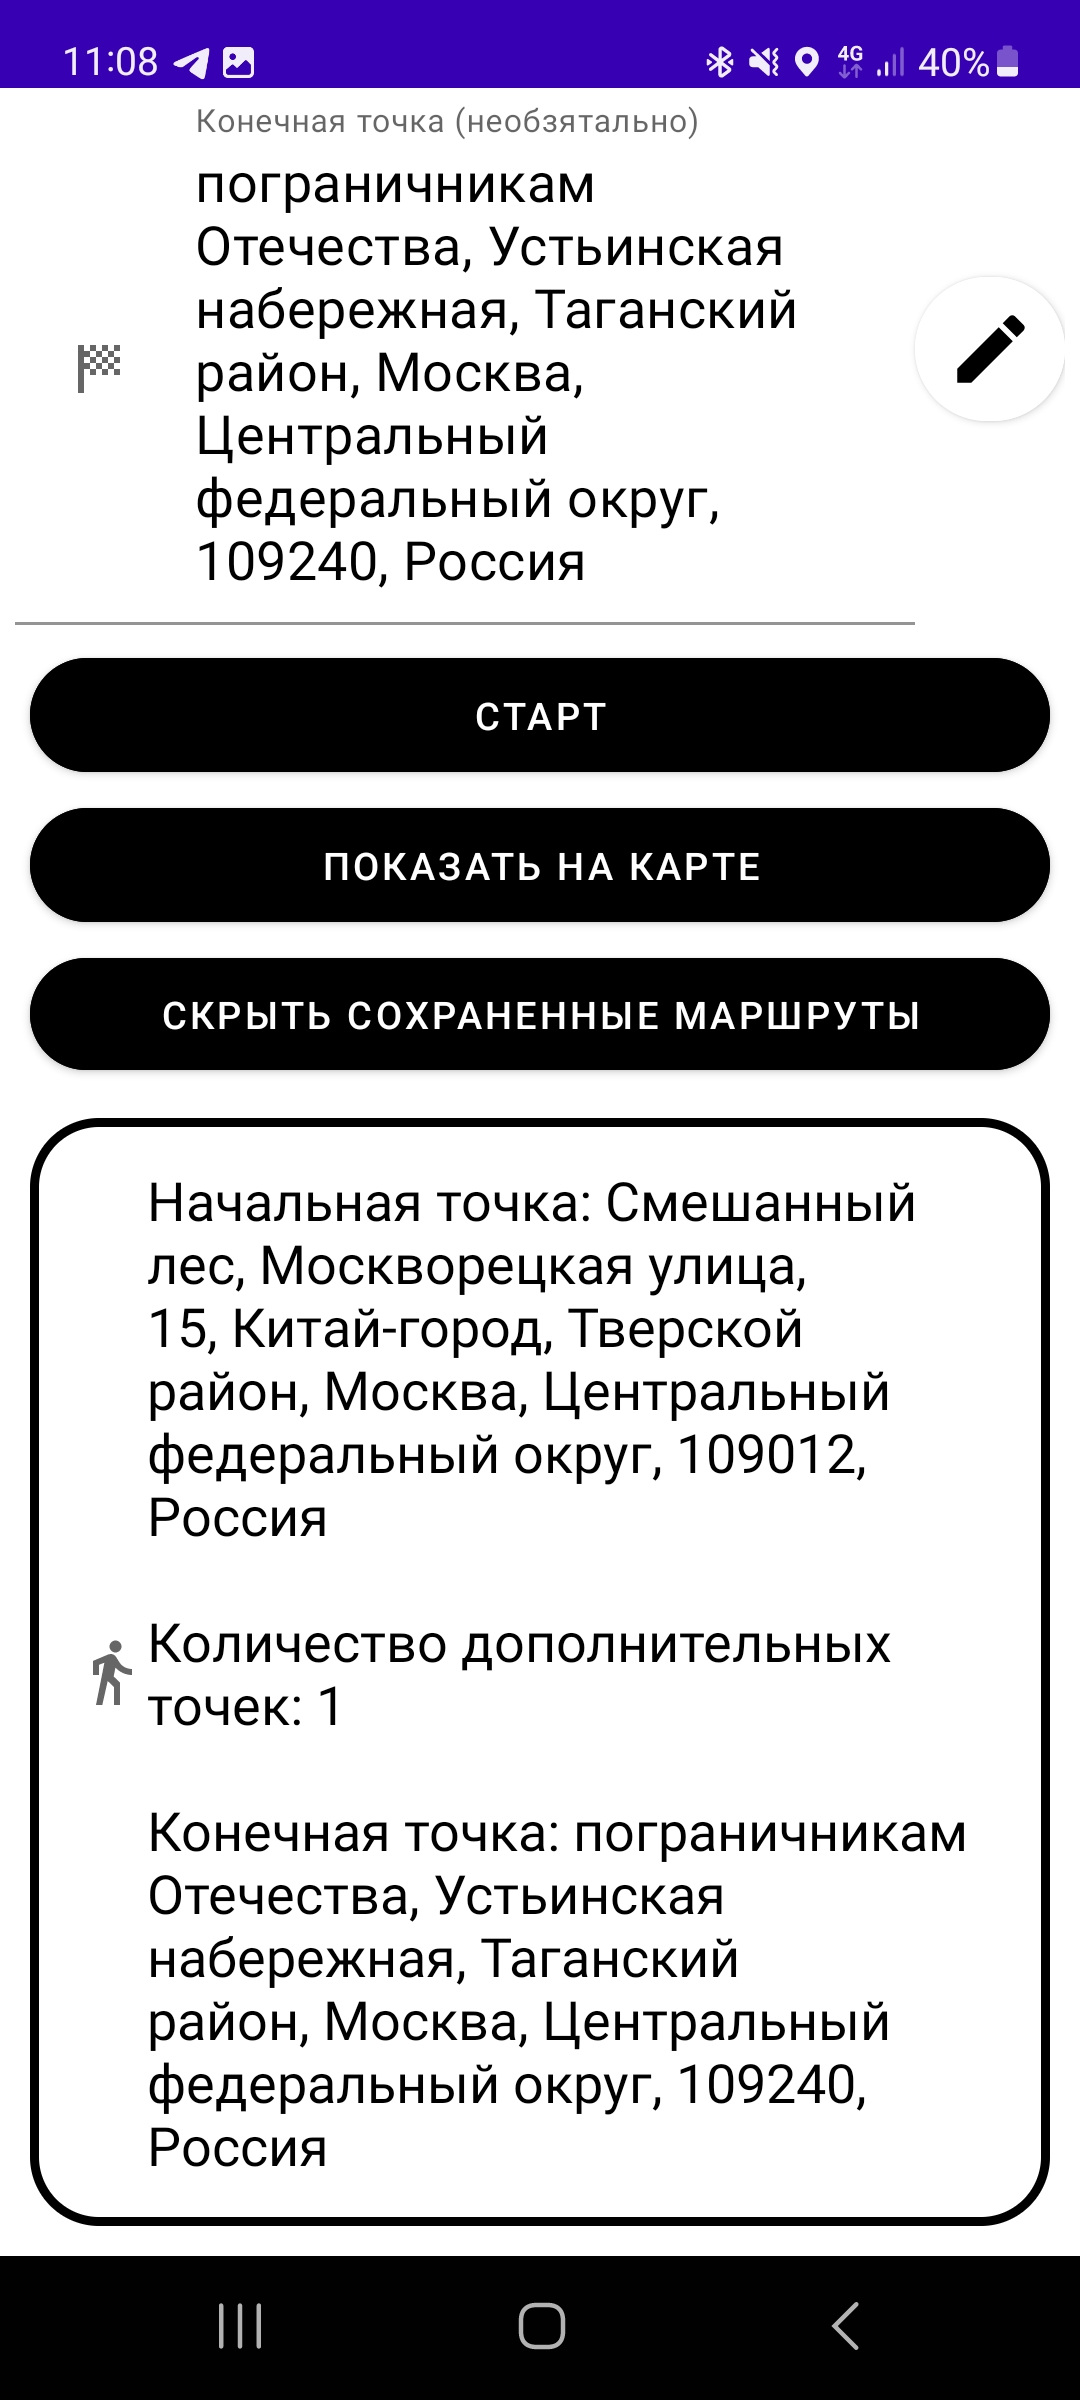 11:08
4G
40%
Конечная точка (необзятально)
пограничникам
Отечества, Устьинская
набережная, Таганский
район, Москва,
Центральный
федеральный округ,
109240, Россия
СТАРТ
ПОКАЗАТЬ НА КАРТЕ
СКРЫТЬ СОХРАНЕННЫЕ МАРШРУТЫ
Начальная точка: Смешанный
лес, Москворецкая улица,
15, Китай-город, Тверской
район, Москва, Центральный
федеральный округ, 109012,
Россия
Количество дополнительных
точек: 1
Конечная точка: пограничникам
Отечества, Устьинская
набережная, Таганский
район, Москва, Центральный
федеральный округ, 109240,
Россия